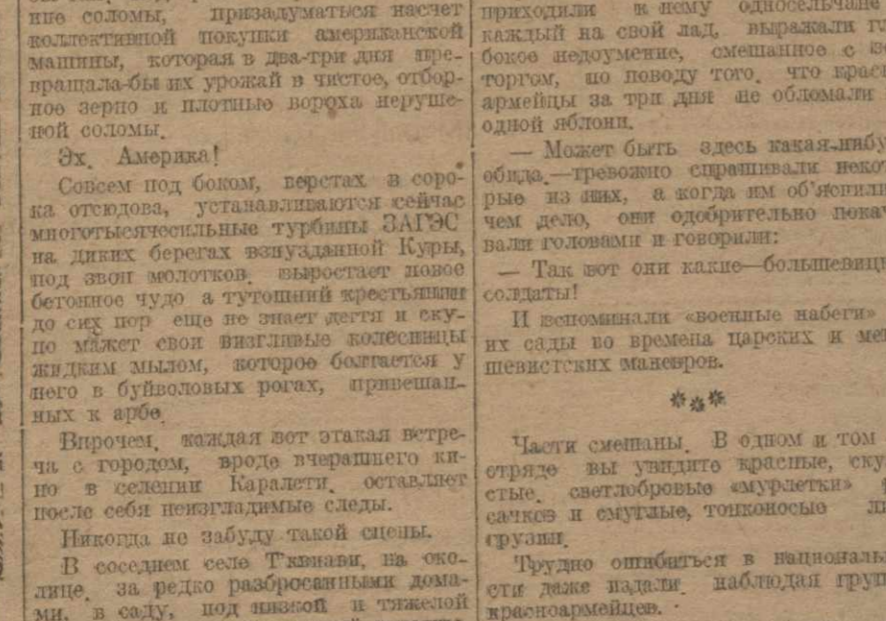 ние соломы, призадуматься насчет
коллективной покупки американской
машины, которая в два-три дня пре-
вращала-бы их урожай в чистое, отбор-
ное зерно и плотные вороха неруше-
ной соломы.
Эх, Америка!
Совсем под боком, верстах в соро-
ка отсюдова, устанавливаются сейчас
многотысячесильные турбины ЗАГЭС
на диких берегах взнузданной Куры,
под звон молотков вырастает новое
бетонное чудо а тутошний крестьянин
до сих пор еще не знает дегтя и ску-
по мажет свои визгливые колесницы
жидким мылом, которое болтается у
него в буйволовых рогах, привешан-
ных к арбе.
Впрочем, каждая вот этакая встре-
ча с городом, вроде вчерашнего ки-
но в селении Каралети, оставляет
после себя неизгладимые следы.
Никогда не забуду такой сцены.
В соседнем селе Тквиави, на око-
лице, за редко разбросанными дома-
ми, в саду, под низкой и тяжелой
приходили к нему односельчане
каждый на свой лад, выражали
бокое недоумение, смешанное с
торгом, по поводу того, что крас
армейцы за три дня не обломали
одной яблони.
— Может быть здесь какая-нибу
обида,—тревожно спрашивали неко
рые из них, а когда им об'яснили
чем дело, они одобрительно пока
вали головами и говорили:
— Так вот они какие—большевиц
солдаты!
И вспоминали «военные набеги»
их сады во времена царских и ме
шевистских маневров.
***
Части смешаны. В одном и том
отряде вы увидите красные, ску
стые, светлобровые «мурлетки»
сачков и смуглые, тонконосые
грузин.
Трудно ошибиться в националь
сти даже издали, наблюдая груп
красноармейцев.